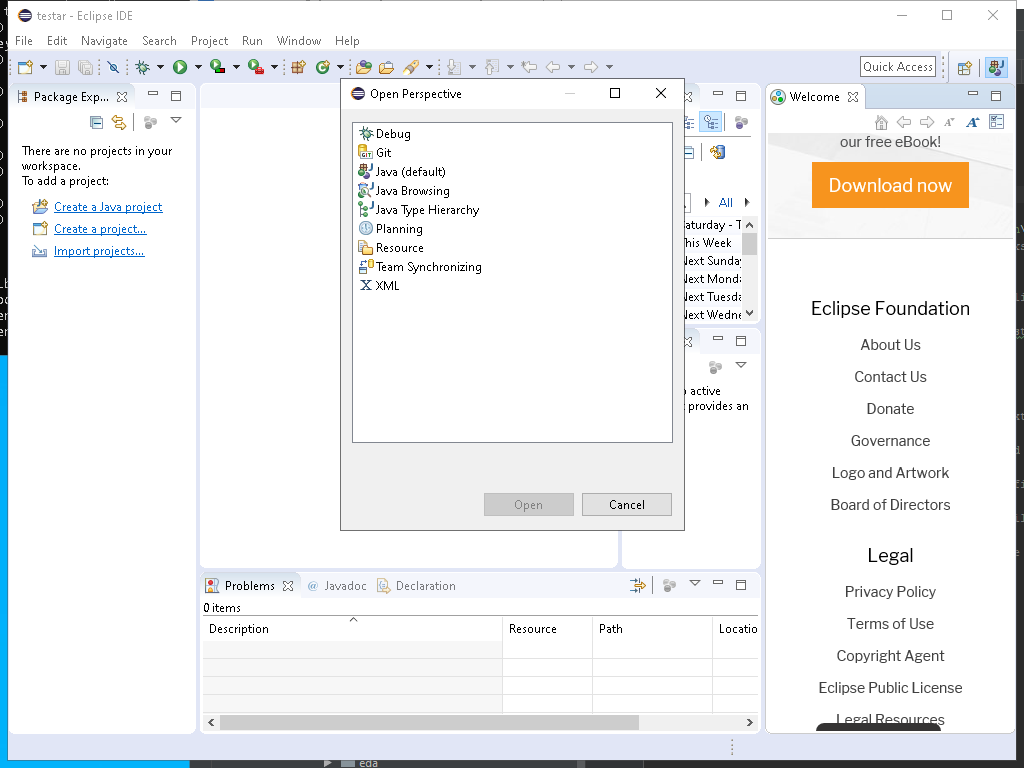 testar - Eclipse IDE
File Edit Navigate Search Project Run Window Help
Quick Access
Package Exp...
There are no projects in your
workspace.
To add a project:
Create a Java project
Create a project...
Import projects...
Open Perspective
Debug
Git
Java (default)
Java Browsing
Java Type Hierarchy
Planning
Resource
Team Synchronizing
XML
Open
Cancel
All
aturday - T
his Week
ext Sunda
ext Monda
ext Tuesda
ext Wedne
active
provides an
Welcome
our free eBook!
Download now
Eclipse Foundation
About Us
Contact Us
Donate
Governance
Logo and Artwork
Board of Directors
Legal
Privacy Policy
Terms of Use
Copyright Agent
Eclipse Public License
Legal Resources
Problems
Javadoc
Declaration
0 items
Description Resource Path Locatio
eda